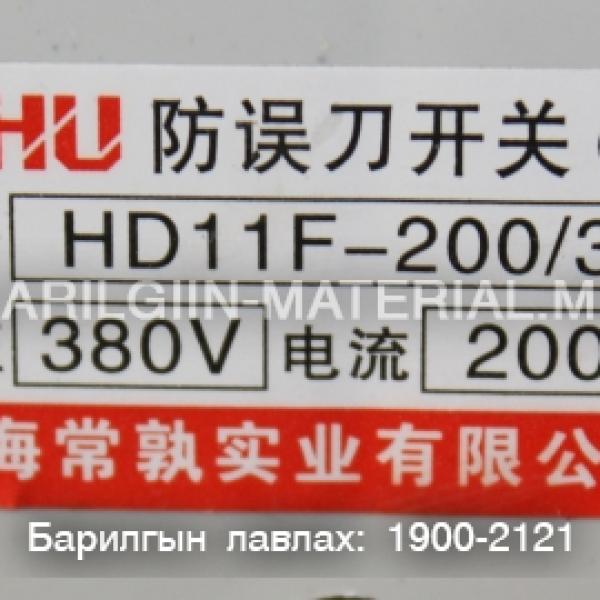 HU 防误刀开关
HD11F-200/3
ARILGIIN-MATERIAL.M
380V 电流 200
海常孰实业有限公
Барилгын лавлах: 1900-2121